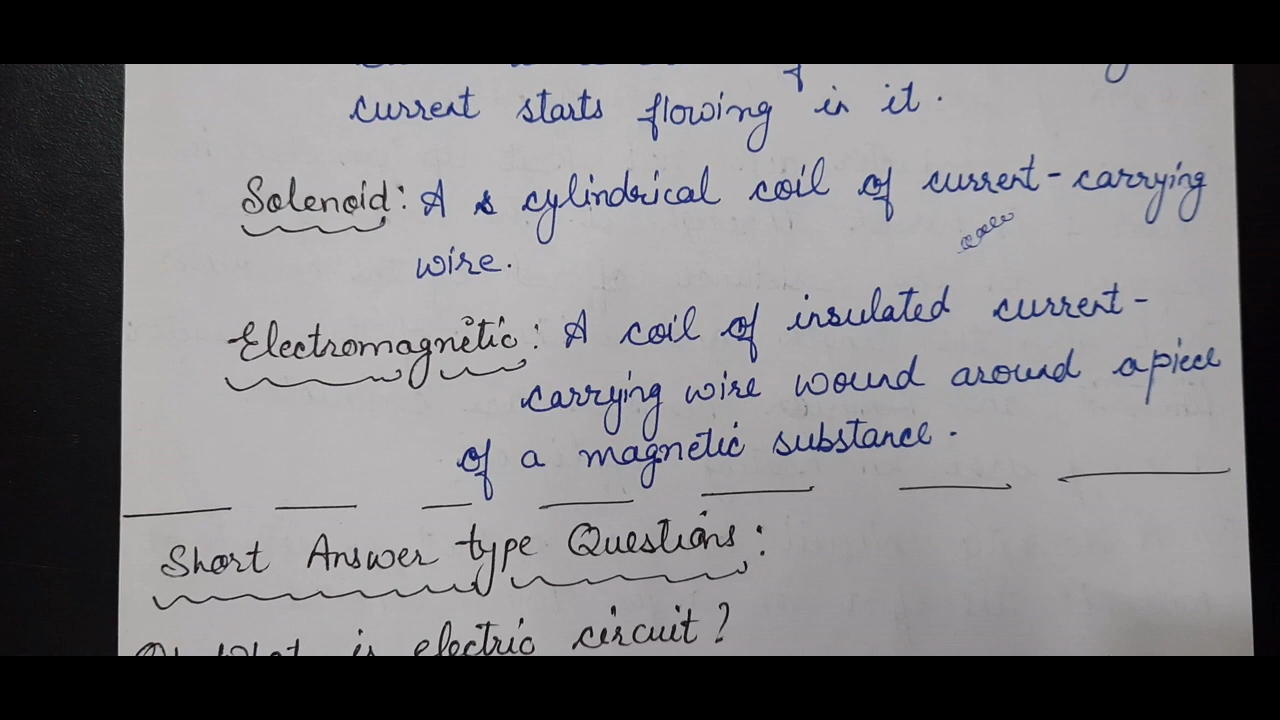 current starts flowing in it.
Solenoid: A cylindrical coil of current-carrying
wire.
Electromagnetic: A coil of insulated current-
carrying wire wound around a piece
of a magnetic substance.
Short Answer type Questions:
What is electric circuit?